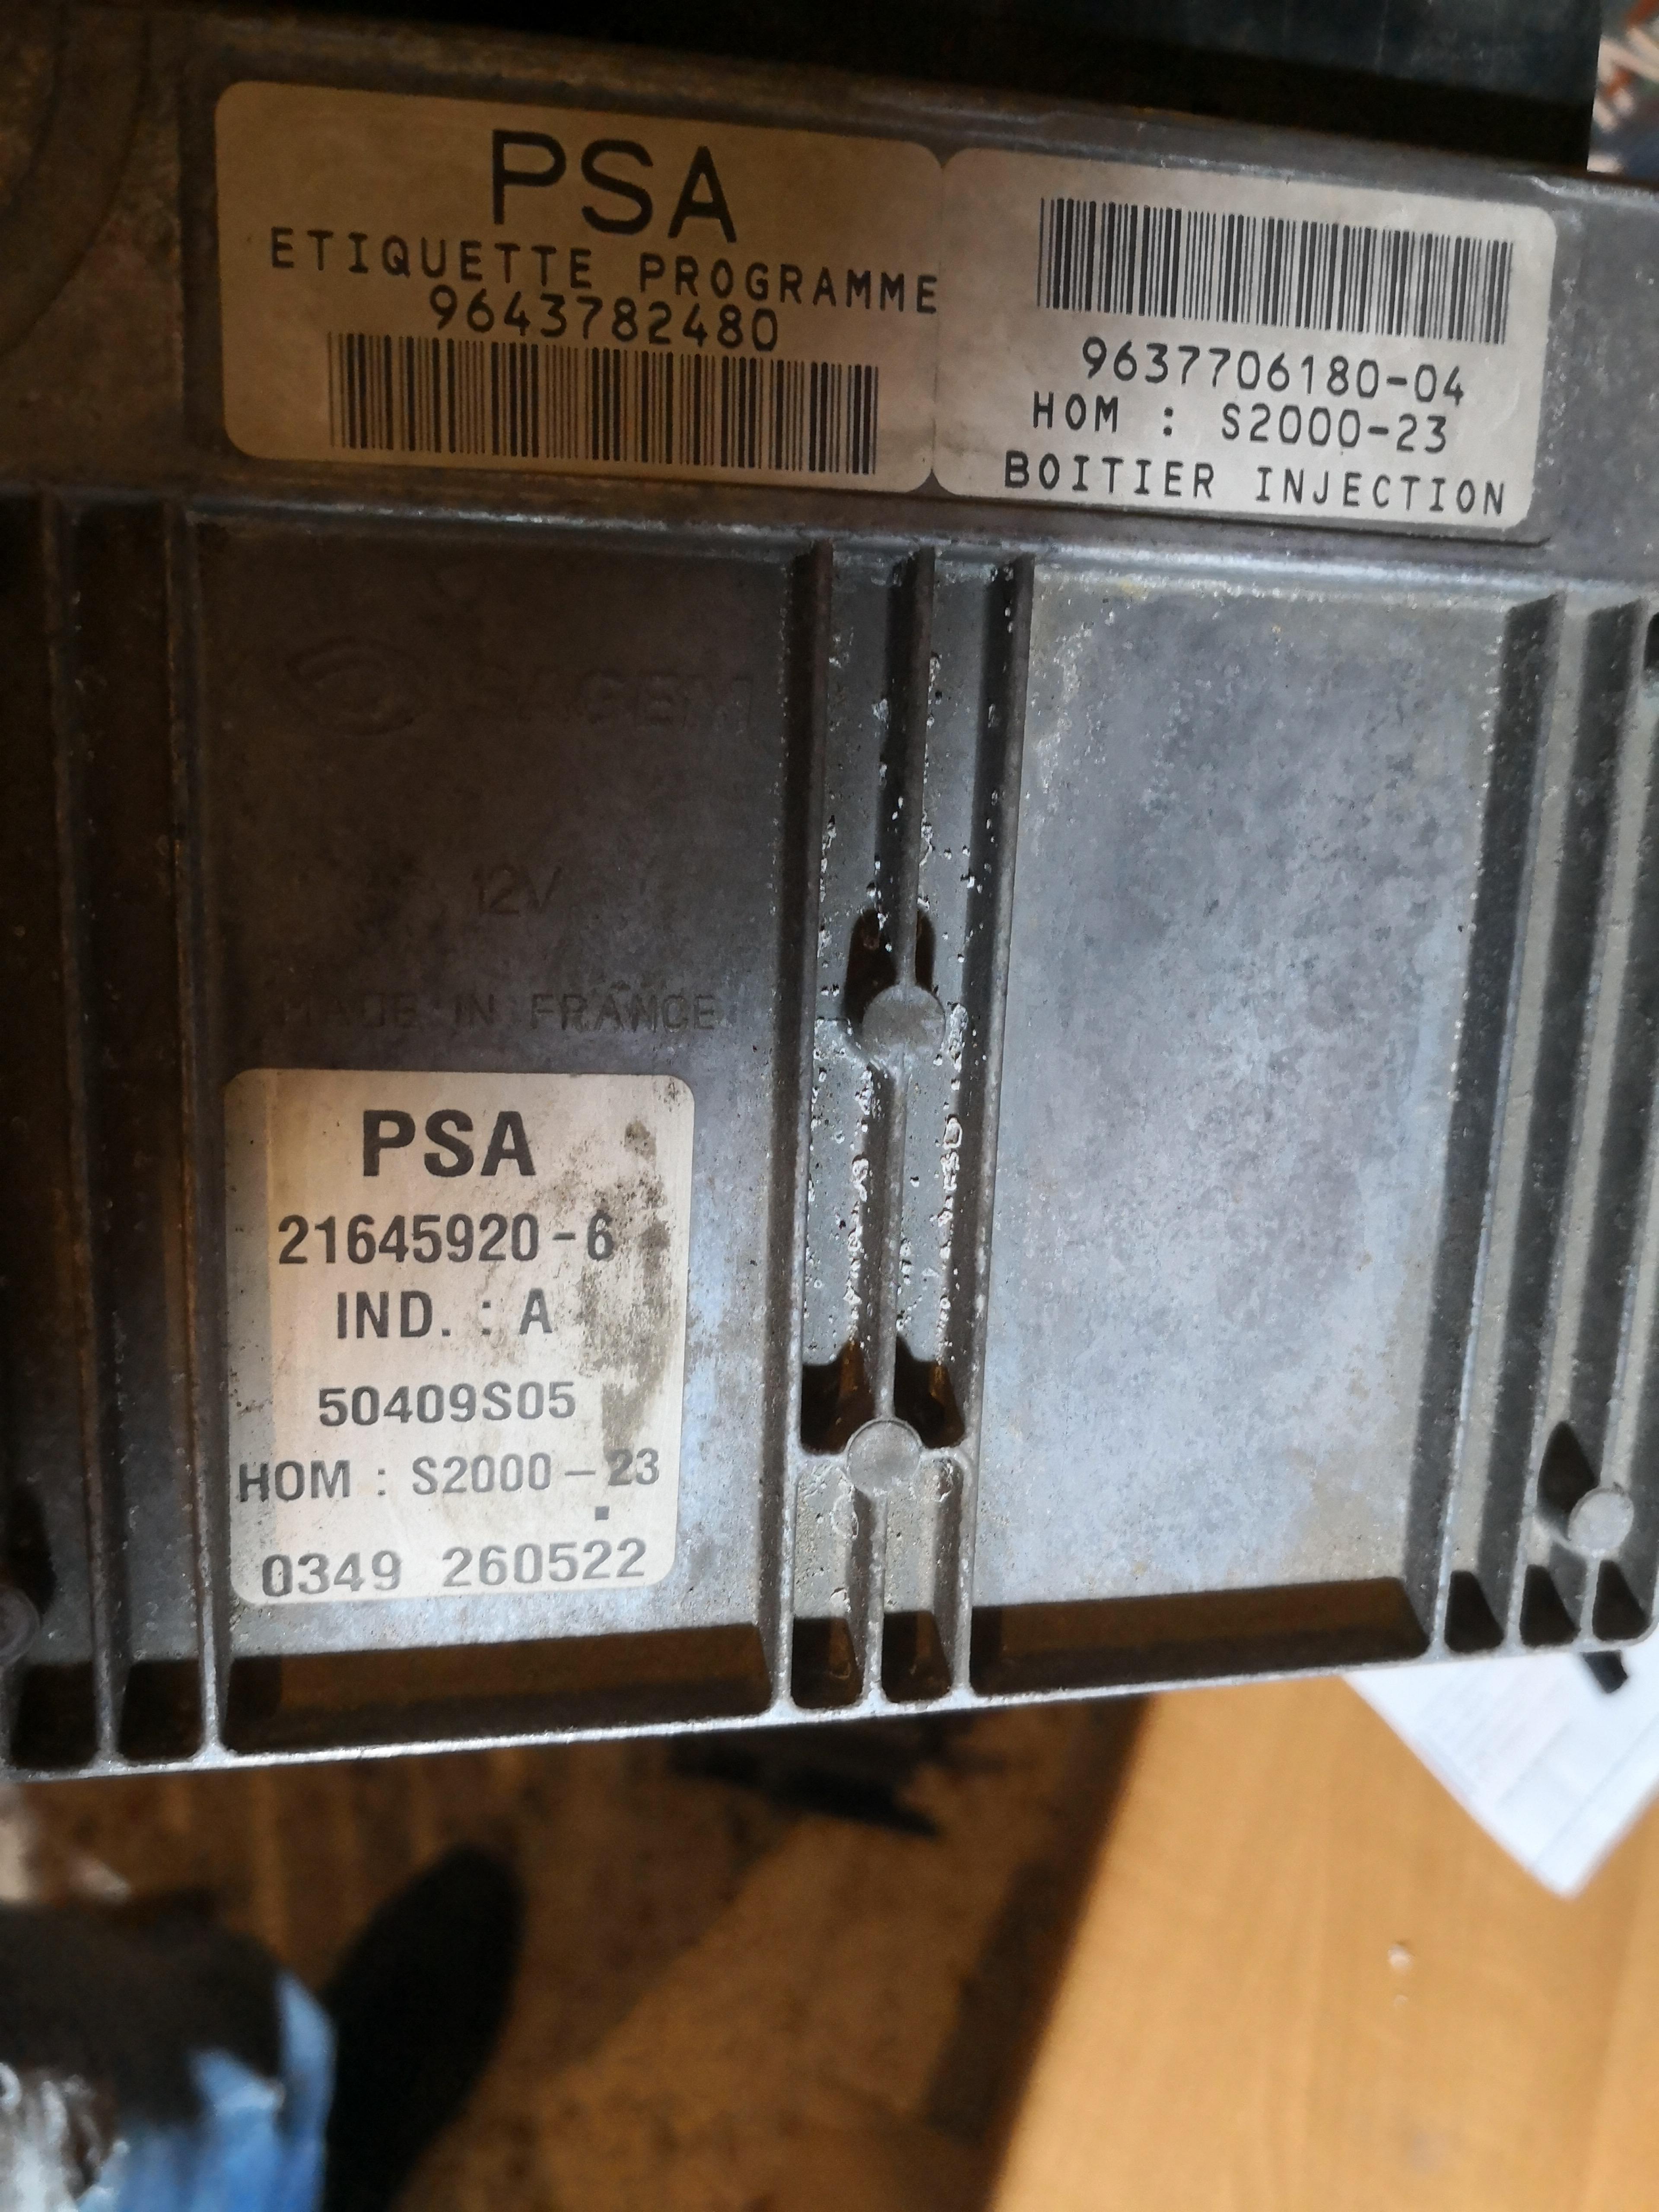 PSA
ETIQUETTE PROGRAMME
9643782480
9637706180-04
HOM : S2000-23
BOITIER INJECTION
SAGEM
12V
MADE IN FRANCE
PSA
21645920-6
IND. : A
50409S05
HOM : S2000-23
0349 260522